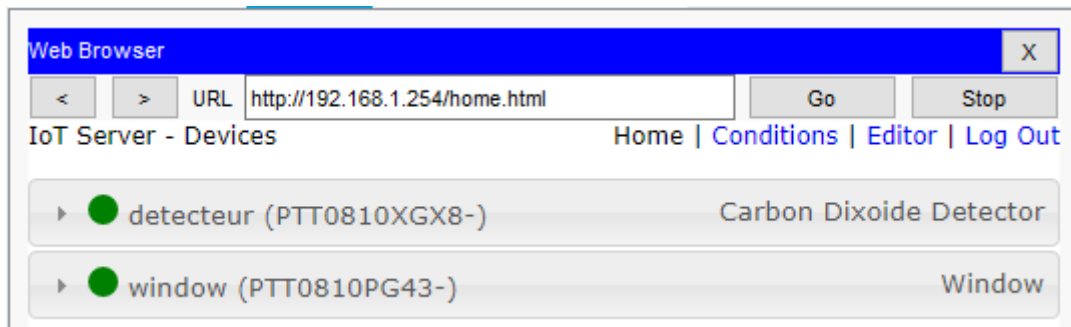 Web Browser X
< > URL http://192.168.1.254/home.html Go Stop
IoT Server - Devices Home | Conditions | Editor | Log Out
detecteur (PTT0810XGX8-) Carbon Dixoide Detector
window (PTT0810PG43-) Window